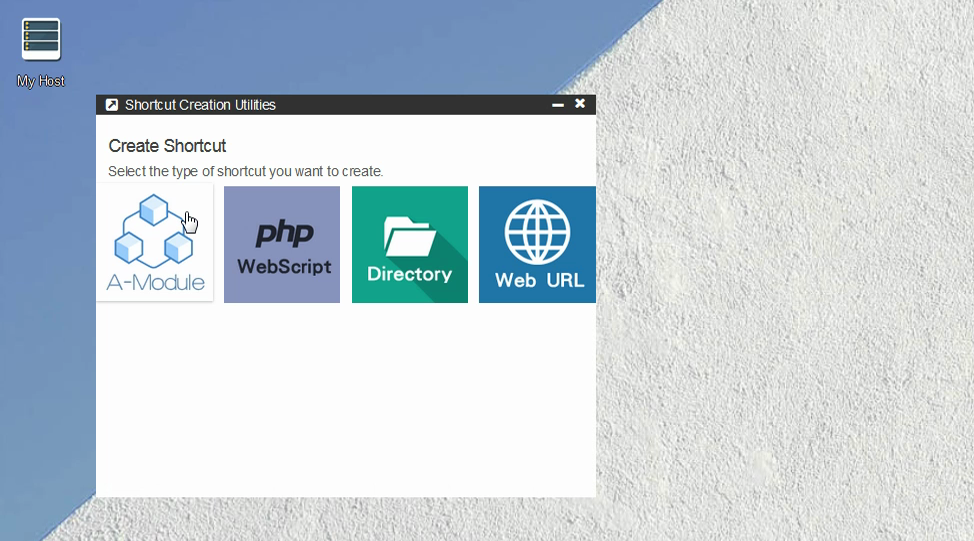 My Host
Shortcut Creation Utilities
Create Shortcut
Select the type of shortcut you want to create.
A-Module
php
WebScript
Directory
Web URL